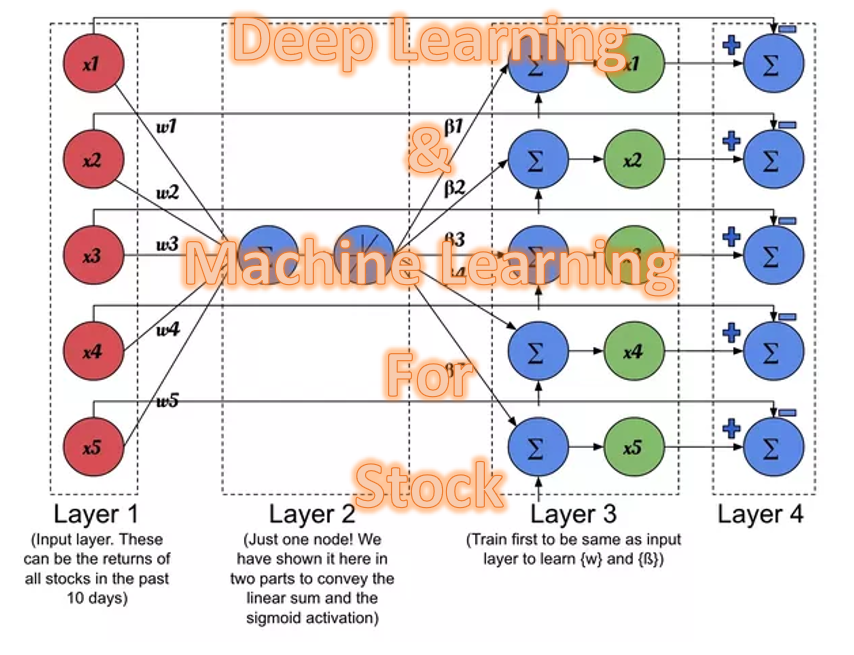 Deep Learning
&
Machine Learning
For
Stock
x1
x2
x3
x4
x5
w1
w2
w3
w4
w5
Σ
β1
β2
β3
Σ
Σ
Σ
Σ
Σ
x1
x2
x4
x5
+
−
Σ
+
−
Σ
+
−
Σ
+
−
Σ
+
−
Σ
Layer 1
(Input layer. These
can be the returns of
all stocks in the past
10 days)
Layer 2
(Just one node! We
have shown it here in
two parts to convey the
linear sum and the
sigmoid activation)
Layer 3
(Train first to be same as input
layer to learn {w} and {ß})
Layer 4